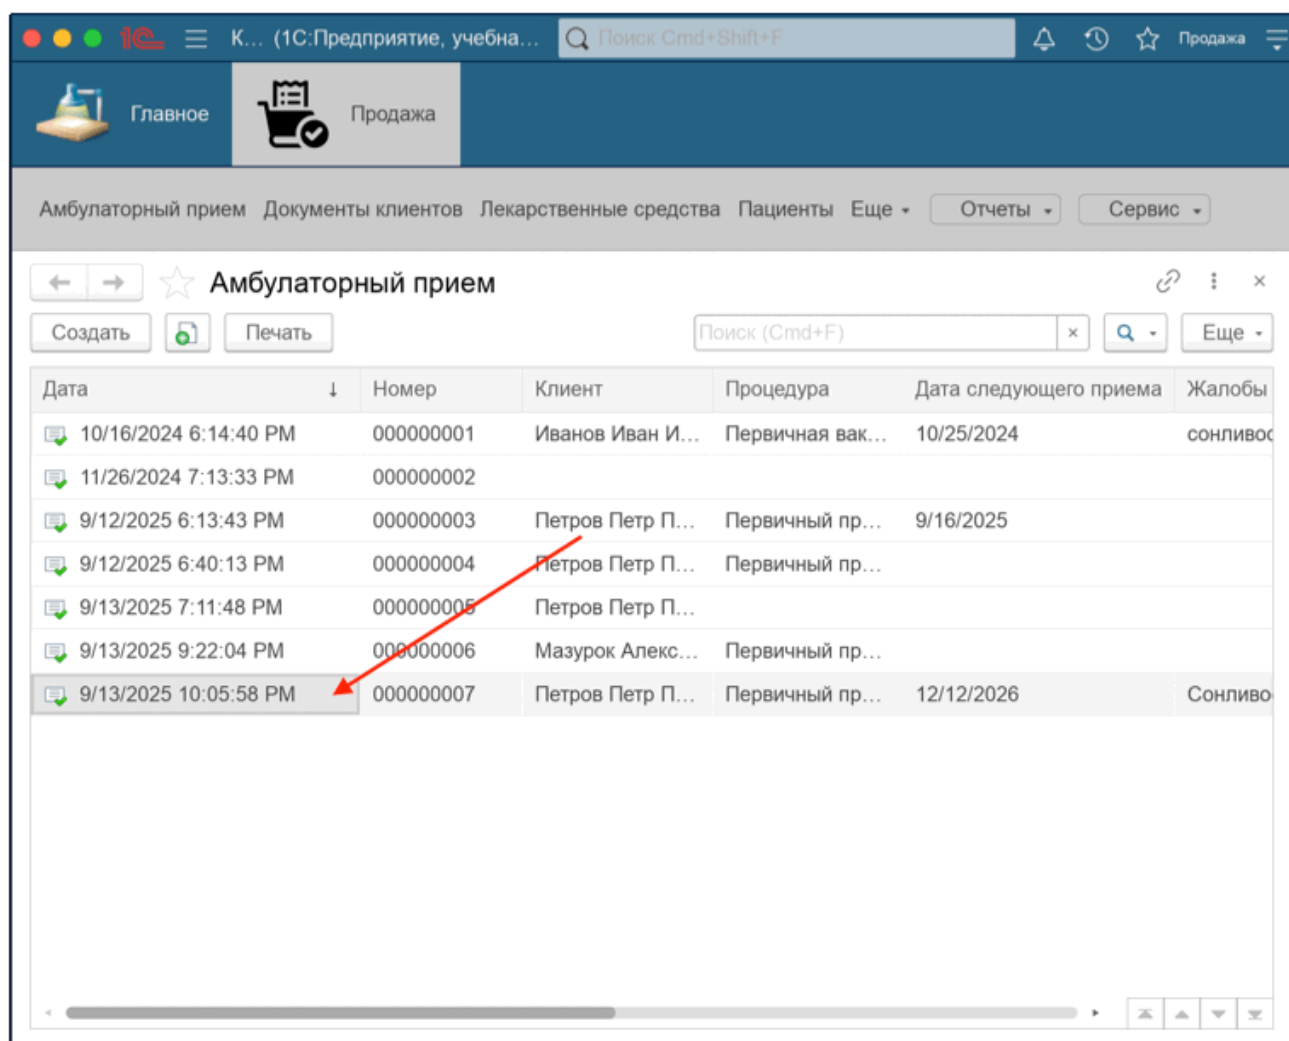 1С К... (1С:Предприятие, учебна... Поиск Cmd+Shift+F Продажа
Главное Продажа
Амбулаторный прием Документы клиентов Лекарственные средства Пациенты Еще Отчеты Сервис
Амбулаторный прием
Создать Печать Поиск (Cmd+F) × Еще
Дата ↓ Номер Клиент Процедура Дата следующего приема Жалобы
10/16/2024 6:14:40 PM 000000001 Иванов Иван И... Первичная вак... 10/25/2024 сонливос
11/26/2024 7:13:33 PM 000000002
9/12/2025 6:13:43 PM 000000003 Петров Петр П... Первичный пр... 9/16/2025
9/12/2025 6:40:13 PM 000000004 Петров Петр П... Первичный пр...
9/13/2025 7:11:48 PM 000000005 Петров Петр П...
9/13/2025 9:22:04 PM 000000006 Мазурок Алекс... Первичный пр...
9/13/2025 10:05:58 PM 000000007 Петров Петр П... Первичный пр... 12/12/2026 Сонливо